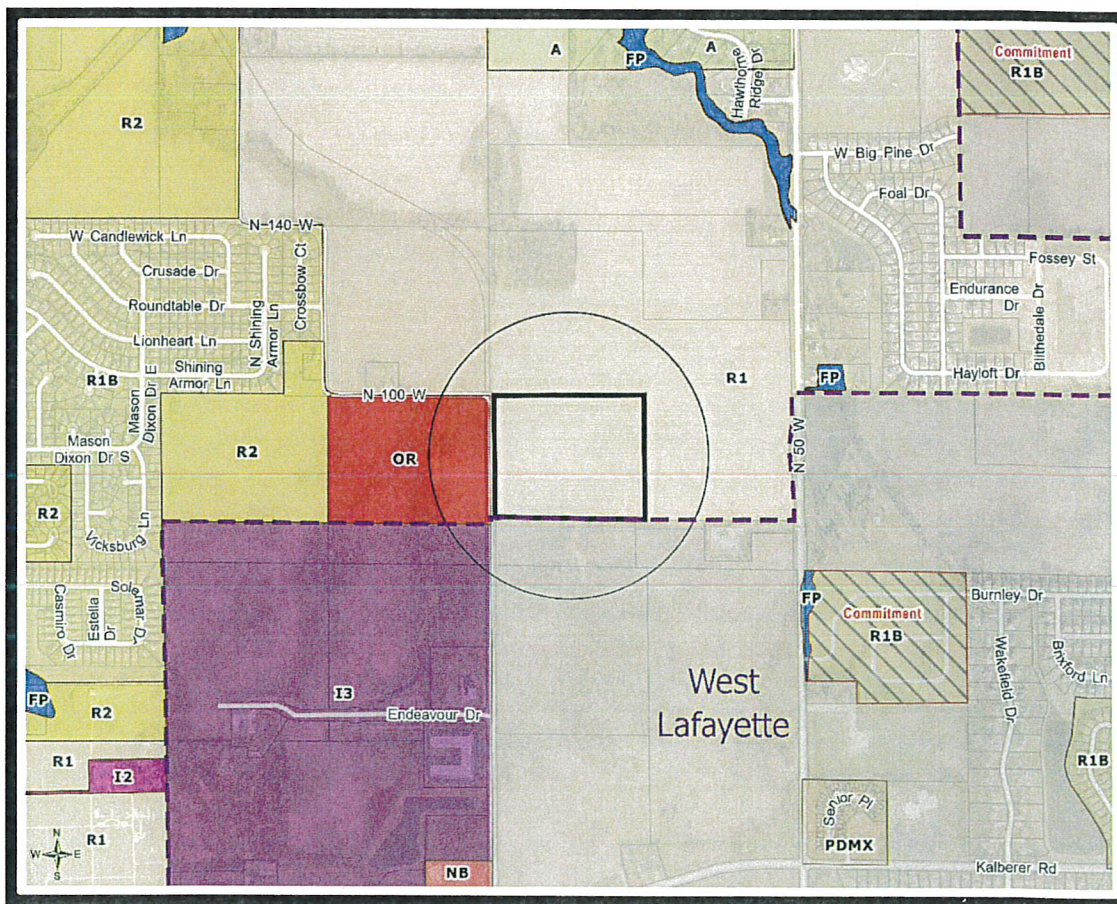 Commitment
R1B
A
A
FP
Hawthorne
Ridge Dr
R2
W Big Pine Dr
Foal Dr
N 140 W
W Candlewick Ln
Crusade Dr
Roundtable Dr
Lionheart Ln
Shining
Armor Ln
N Shining
Armor Ln
Crossbow Ct
Fossey St
Endurance
Dr
Blithedale Dr
Hayloft Dr
R1B
Mason
Dixon Dr E
R1
FP
N 100 W
N 50 W
Mason
Dixon Dr S
R2
OR
R2
Vicksburg Ln
Solemar Dr
Estella
Dr
Casmiro Dr
FP
Commitment
R1B
Burnley Dr
Wakefield Dr
Brixford Ln
FP
R2
I3
Endeavour Dr
West
Lafayette
R1
I2
R1B
R1
N
W E
S
NB
Senior Pl
PDMX
Kalberer Rd